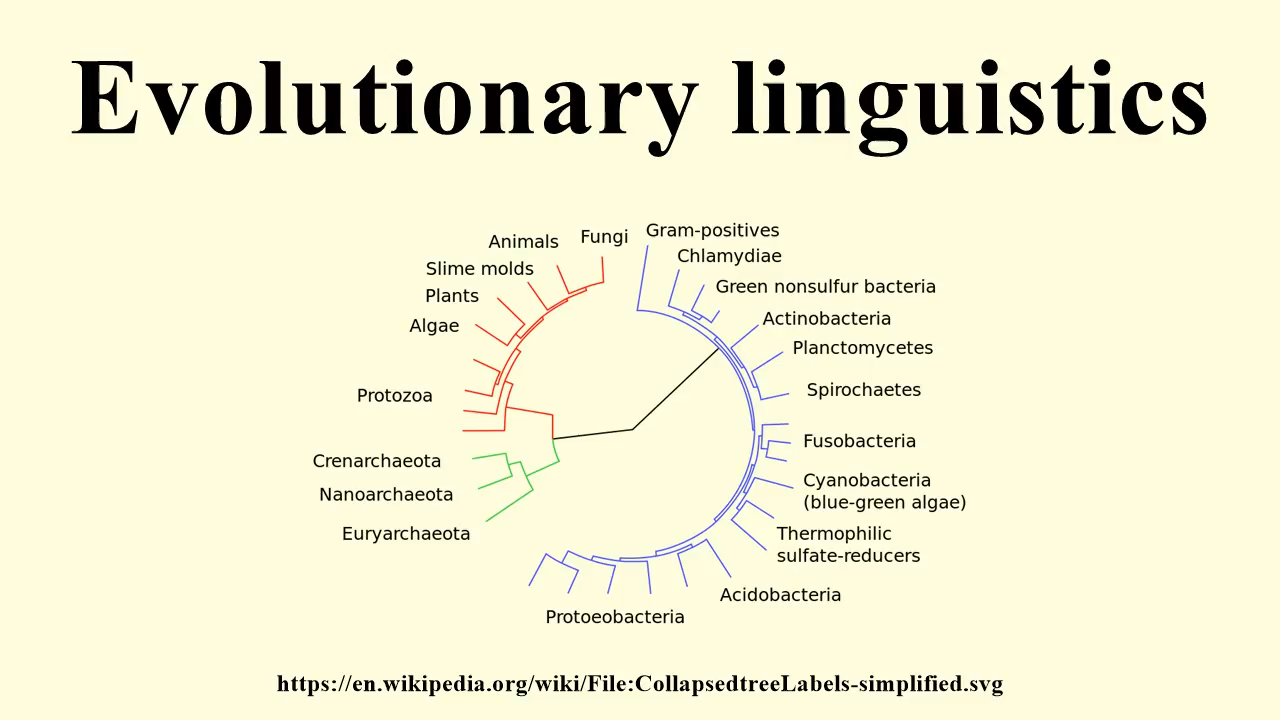 Evolutionary linguistics
Fungi
Gram-positives
Animals
Chlamydiae
Slime molds
Green nonsulfur bacteria
Plants
Actinobacteria
Algae
Planctomycetes
Spirochaetes
Protozoa
Fusobacteria
Crenarchaeota
Cyanobacteria
(blue-green algae)
Nanoarchaeota
Euryarchaeota
Thermophilic
sulfate-reducers
Acidobacteria
Protoeobacteria
https://en.wikipedia.org/wiki/File:CollapsedtreeLabels-simplified.svg